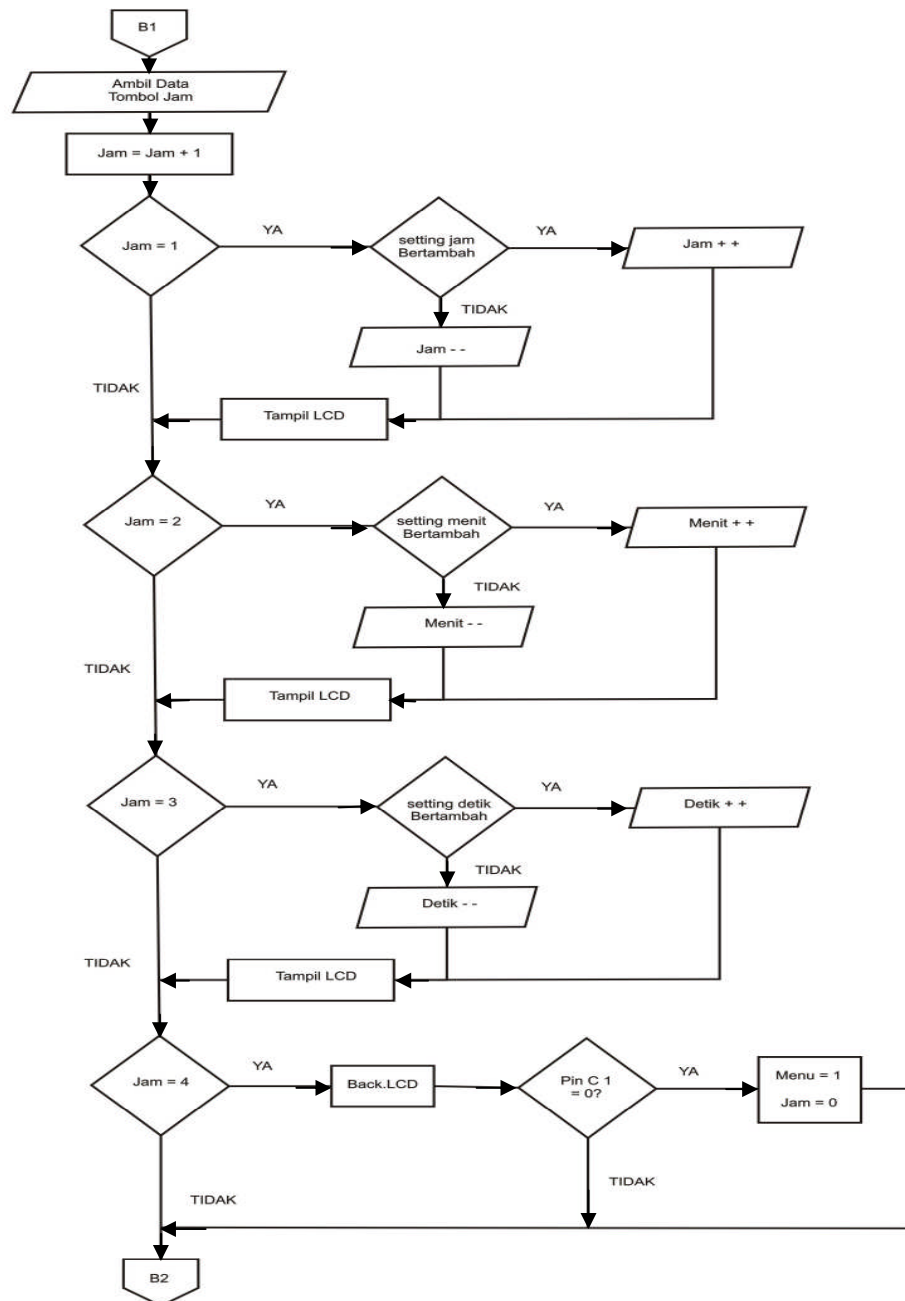 B1
Ambil Data
Tombol Jam
Jam = Jam + 1
Jam = 1
YA
setting jam
Bertambah
YA
Jam + +
TIDAK
Jam - -
TIDAK
Tampil LCD
Jam = 2
YA
setting menit
Bertambah
YA
Menit + +
TIDAK
Menit - -
TIDAK
Tampil LCD
Jam = 3
YA
setting detik
Bertambah
YA
Detik + +
TIDAK
Detik - -
TIDAK
Tampil LCD
Jam = 4
YA
Back.LCD
Pin C 1
= 0?
YA
Menu = 1
Jam = 0
TIDAK
TIDAK
B2